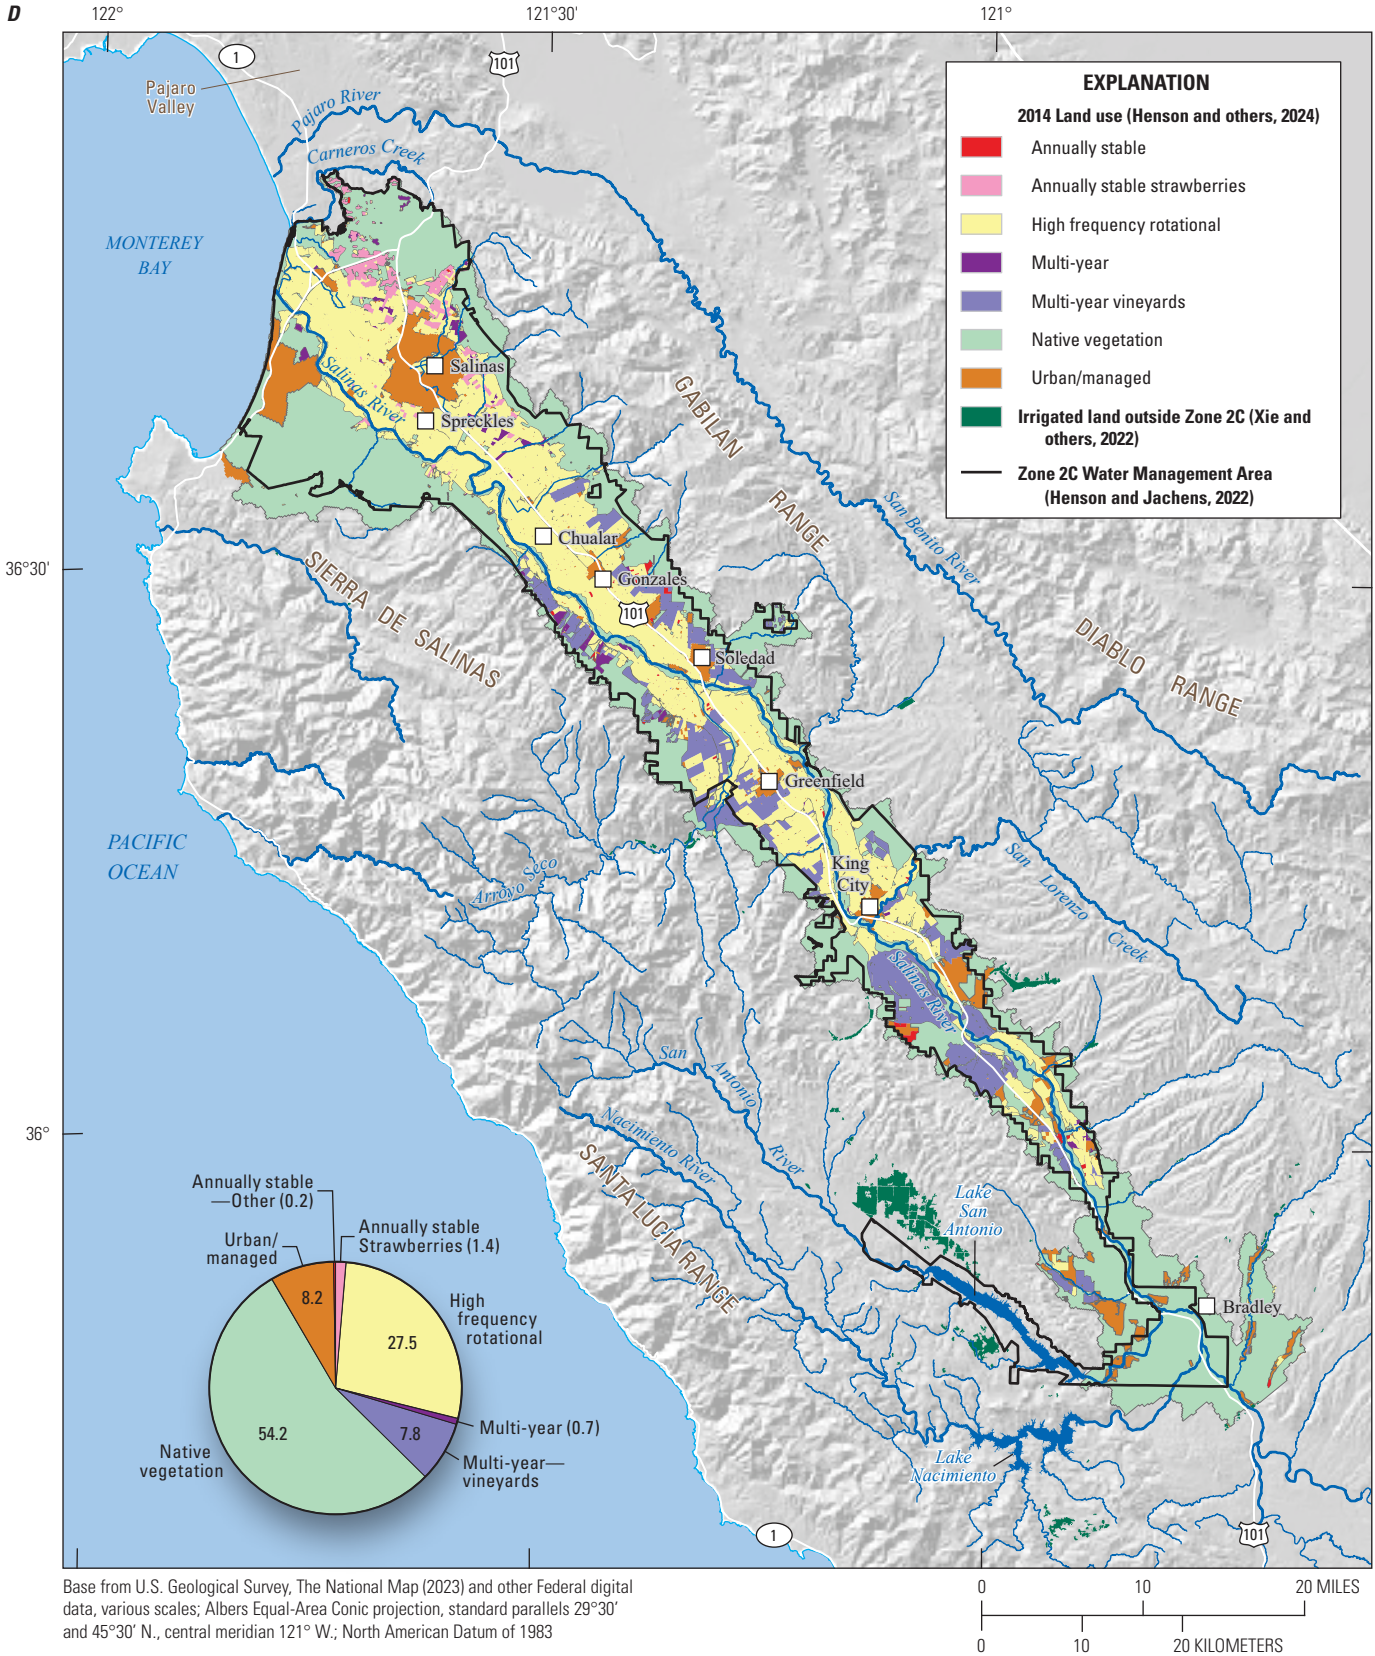 D
122°
121°30'
121°
1
101
Pajaro
Valley
Pajaro River
Carneros Creek
MONTEREY
BAY
EXPLANATION
2014 Land use (Henson and others, 2024)
Annually stable
Annually stable strawberries
High frequency rotational
Multi-year
Multi-year vineyards
Native vegetation
Urban/managed
Irrigated land outside Zone 2C (Xie and
others, 2022)
Zone 2C Water Management Area
(Henson and Jachens, 2022)
Salinas
Salinas River
Spreckles
GABILAN
RANGE
San Benito River
Chualar
Gonzales
101
36°30'
SIERRA DE SALINAS
Soledad
DIABLO RANGE
Greenfield
PACIFIC
OCEAN
King
City
San Lorenzo Creek
Arroyo Seco
Salinas River
San Antonio River
Nacimiento River
36°
SANTA LUCIA RANGE
Lake
San
Antonio
Bradley
Lake
Nacimiento
1
101
Annually stable
—Other (0.2)
Annually stable
Strawberries (1.4)
Urban/
managed
8.2
High
frequency
rotational
27.5
Multi-year (0.7)
7.8
Multi-year—
vineyards
54.2
Native
vegetation
Base from U.S. Geological Survey, The National Map (2023) and other Federal digital
data, various scales; Albers Equal-Area Conic projection, standard parallels 29°30'
and 45°30' N., central meridian 121° W.; North American Datum of 1983
0 10 20 MILES
0 10 20 KILOMETERS